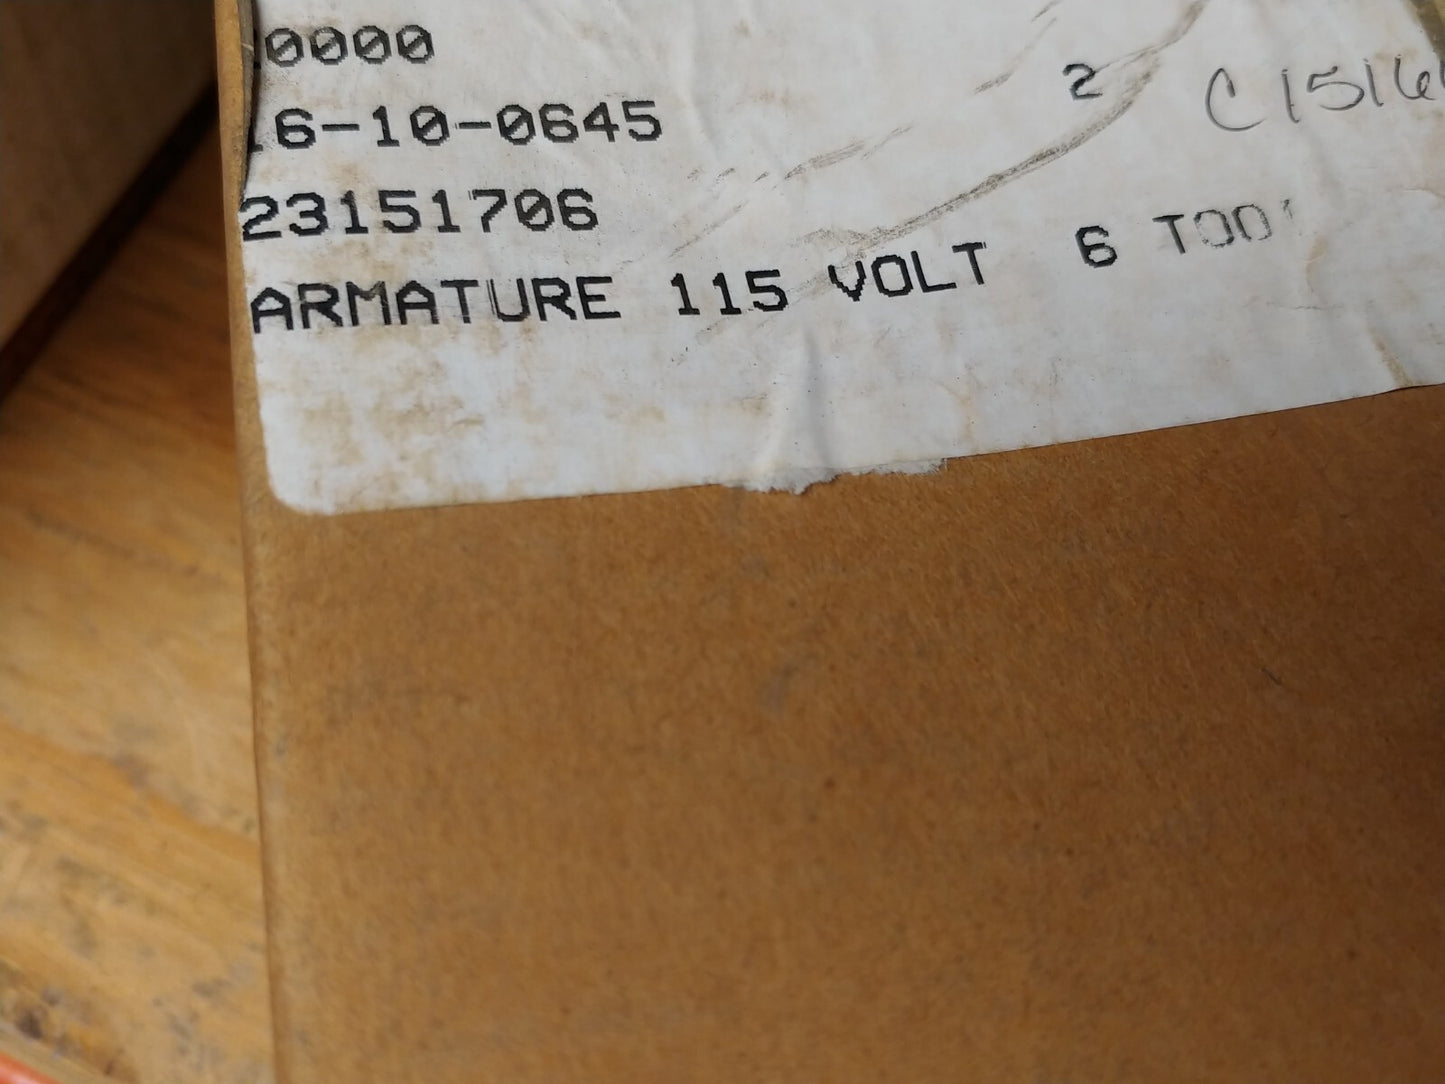 0000
2 C1516
16-10-0645
23151706
ARMATURE 115 VOLT 6 TOO